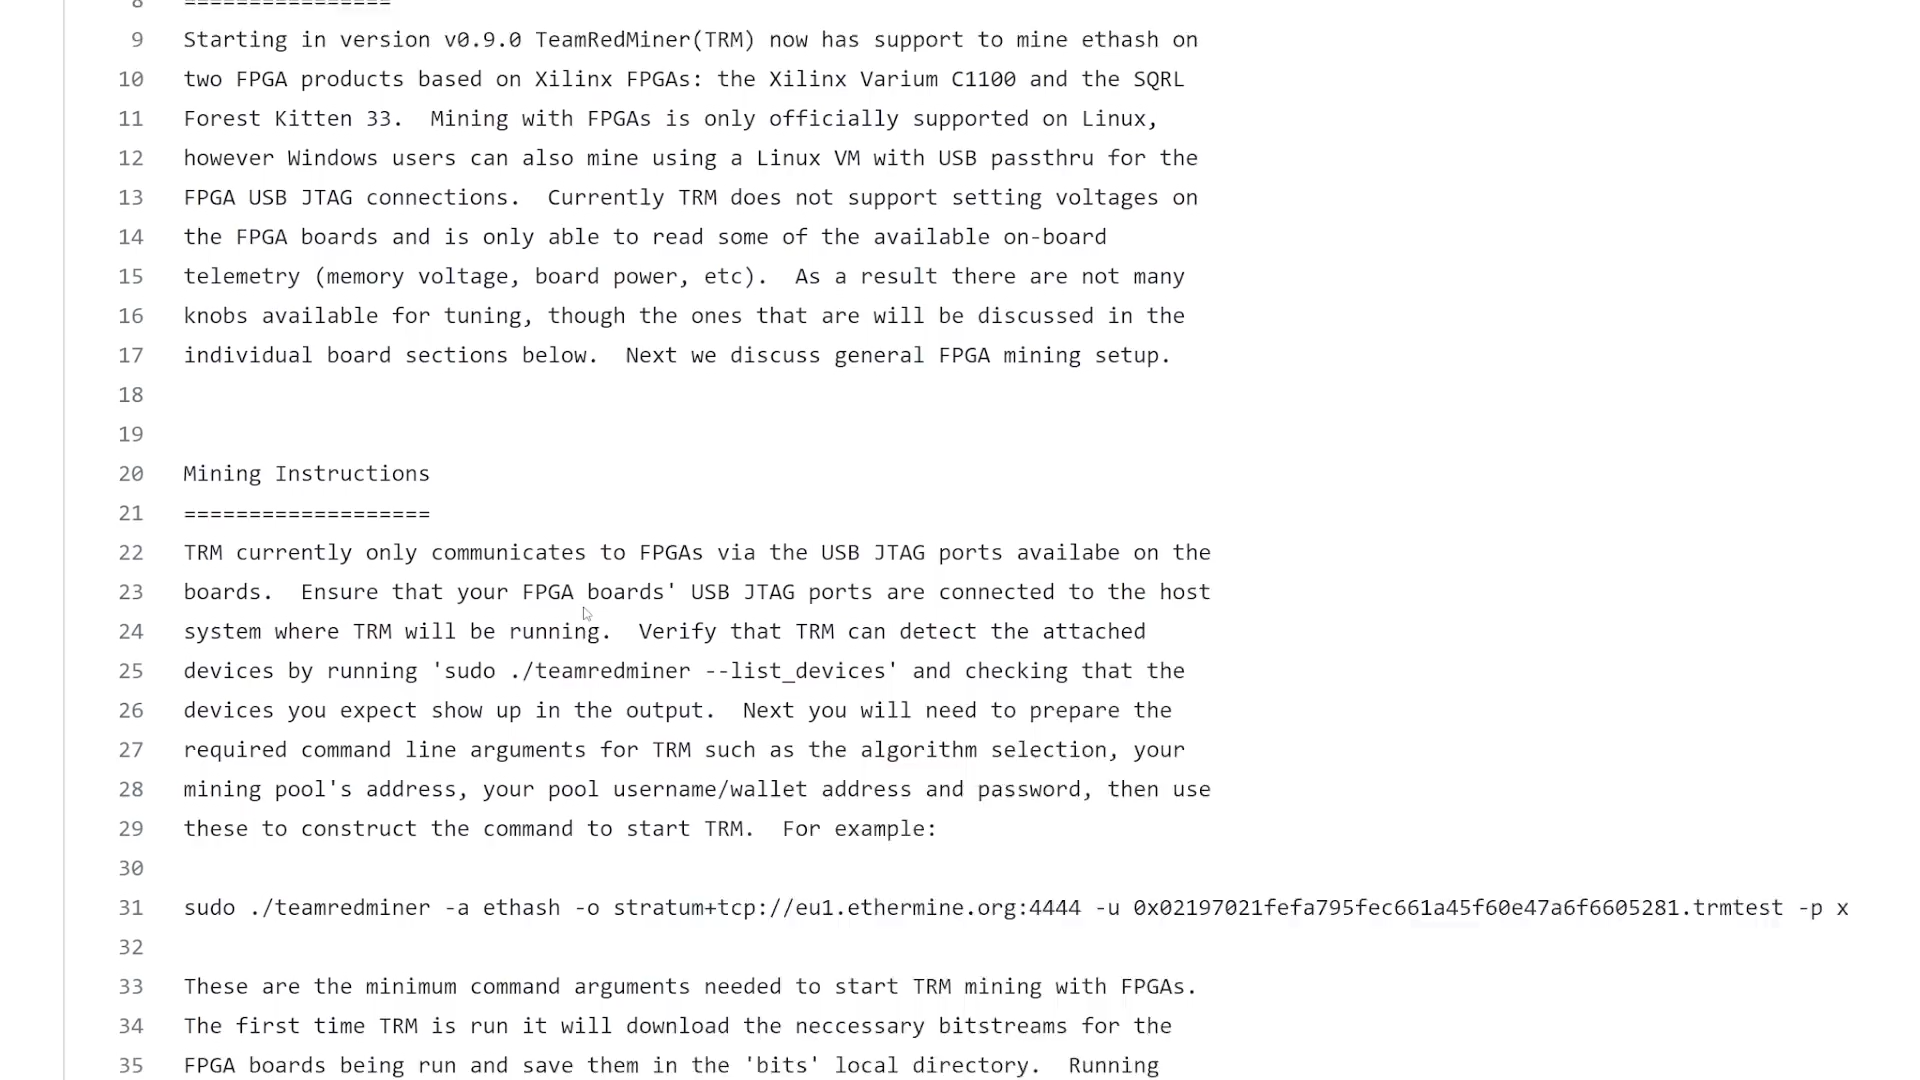 8 ================
9 Starting in version v0.9.0 TeamRedMiner(TRM) now has support to mine ethash on
10 two FPGA products based on Xilinx FPGAs: the Xilinx Varium C1100 and the SQRL
11 Forest Kitten 33.  Mining with FPGAs is only officially supported on Linux,
12 however Windows users can also mine using a Linux VM with USB passthru for the
13 FPGA USB JTAG connections.  Currently TRM does not support setting voltages on
14 the FPGA boards and is only able to read some of the available on-board
15 telemetry (memory voltage, board power, etc).  As a result there are not many
16 knobs available for tuning, though the ones that are will be discussed in the
17 individual board sections below.  Next we discuss general FPGA mining setup.
18
19
20 Mining Instructions
21 ===================
22 TRM currently only communicates to FPGAs via the USB JTAG ports availabe on the
23 boards.  Ensure that your FPGA boards' USB JTAG ports are connected to the host
24 system where TRM will be running.  Verify that TRM can detect the attached
25 devices by running 'sudo ./teamredminer --list_devices' and checking that the
26 devices you expect show up in the output.  Next you will need to prepare the
27 required command line arguments for TRM such as the algorithm selection, your
28 mining pool's address, your pool username/wallet address and password, then use
29 these to construct the command to start TRM.  For example:
30
31 sudo ./teamredminer -a ethash -o stratum+tcp://eu1.ethermine.org:4444 -u 0x02197021fefa795fec661a45f60e47a6f6605281.trmtest -p x
32
33 These are the minimum command arguments needed to start TRM mining with FPGAs.
34 The first time TRM is run it will download the neccessary bitstreams for the
35 FPGA boards being run and save them in the 'bits' local directory.  Running